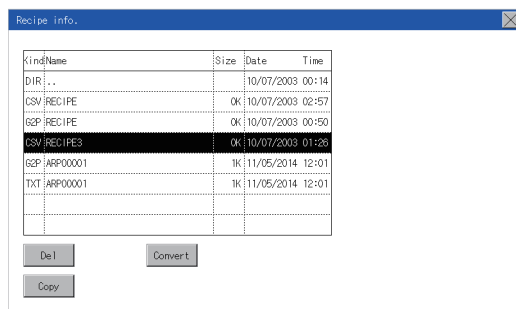 Recipe info.
Kind Name Size Date Time
DIR .. 10/07/2003 00:14
CSV RECIPE 0K 10/07/2003 02:57
G2P RECIPE 0K 10/07/2003 00:50
CSV RECIPE3 0K 10/07/2003 01:26
G2P ARP00001 1K 11/05/2014 12:01
TXT ARP00001 1K 11/05/2014 12:01
Del Convert
Copy